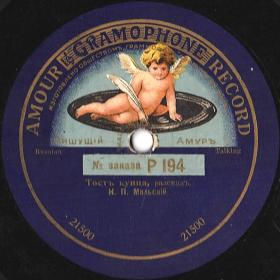 AMOUR GRAMOPHONE RECORD
ПИШУЩІЙ АМУРЪ
Russian Talking
№ заказа P 194
Тостъ купца, разсказъ.
Н. П. Мальскій
21500 21500